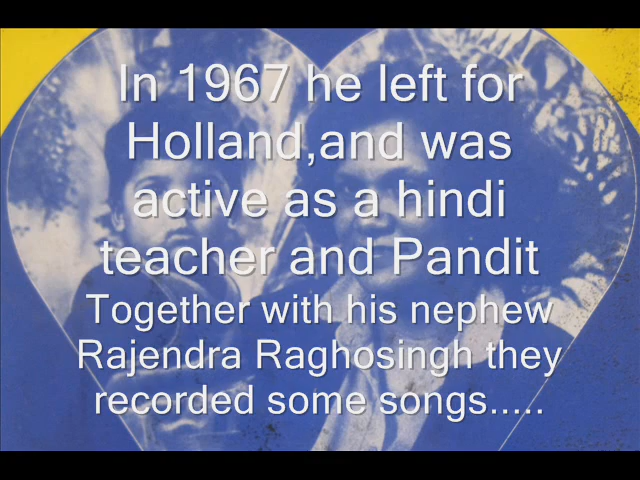 In 1967 he left for
Holland,and was
active as a hindi
teacher and Pandit
Together with his nephew
Rajendra Raghosingh they
recorded some songs.....